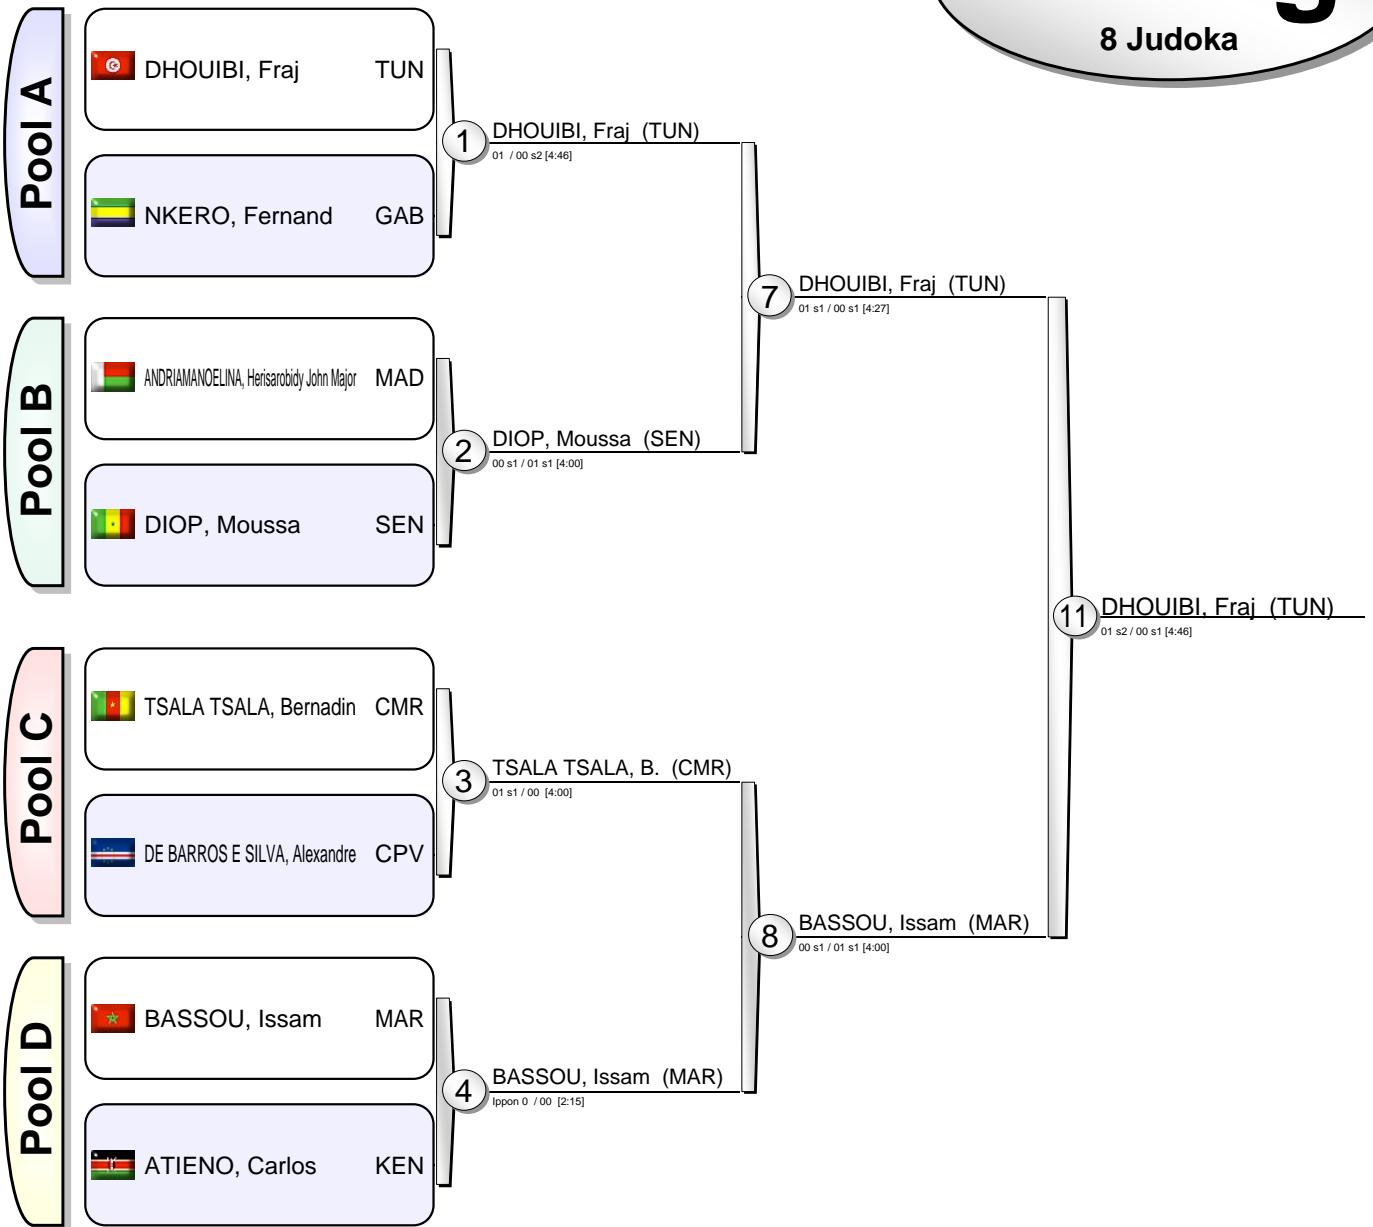 8 Judoka
Pool A
DHOUIBI, Fraj TUN
NKERO, Fernand GAB
1
DHOUIBI, Fraj (TUN)
01 / 00 s2 [4:46]
Pool B
ANDRIAMANOELINA, Herisarobidy John Major MAD
DIOP, Moussa SEN
2
DIOP, Moussa (SEN)
00 s1 / 01 s1 [4:00]
7
DHOUIBI, Fraj (TUN)
01 s1 / 00 s1 [4:27]
Pool C
TSALA TSALA, Bernadin CMR
DE BARROS E SILVA, Alexandre CPV
3
TSALA TSALA, B. (CMR)
01 s1 / 00 [4:00]
Pool D
BASSOU, Issam MAR
ATIENO, Carlos KEN
4
BASSOU, Issam (MAR)
Ippon 0 / 00 [2:15]
8
BASSOU, Issam (MAR)
00 s1 / 01 s1 [4:00]
11
DHOUIBI, Fraj (TUN)
01 s2 / 00 s1 [4:46]